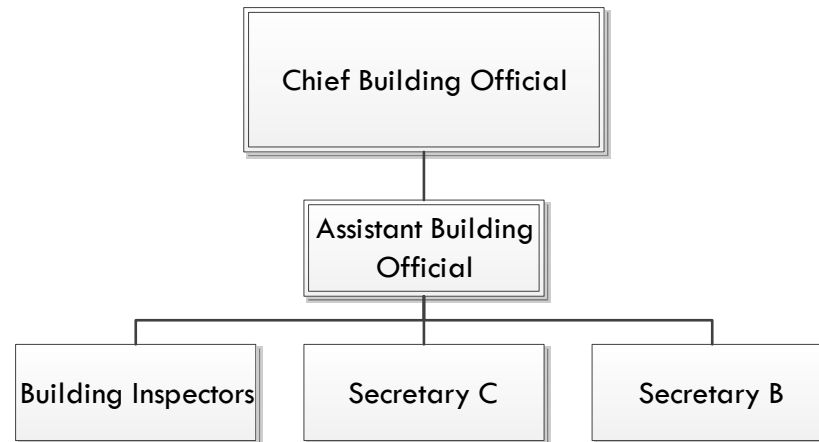 Chief Building Official
Assistant Building
Official
Building Inspectors
Secretary C
Secretary B